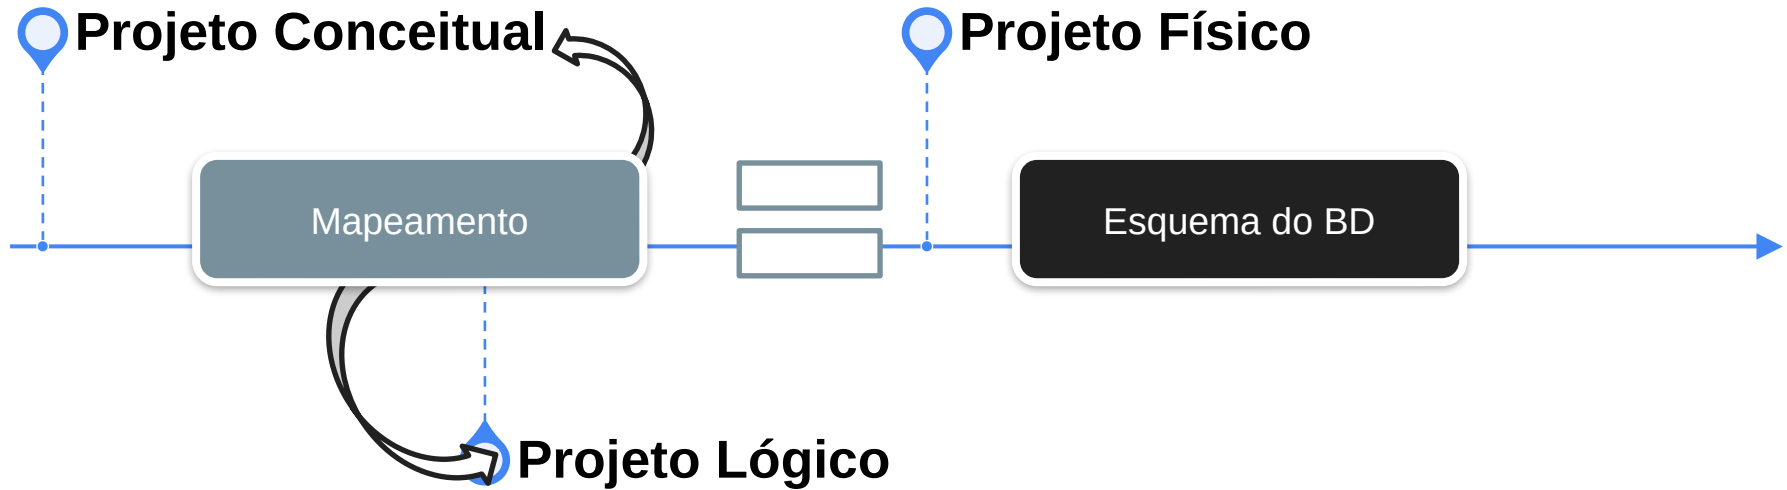 Projeto Conceitual
Projeto Físico
Mapeamento
Esquema do BD
Projeto Lógico